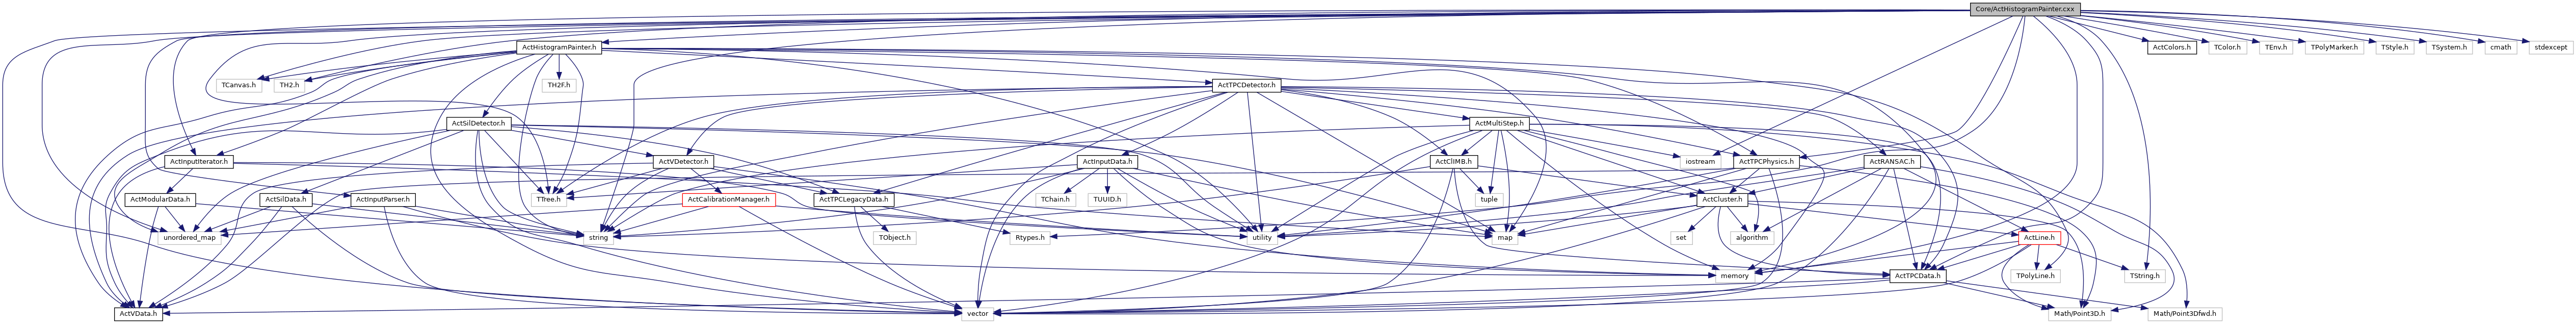 Core/ActHistogramPainter.cxx
ActHistogramPainter.h
ActColors.h
TColor.h
TEnv.h
TPolyMarker.h
TStyle.h
TSystem.h
cmath
stdexcept
TCanvas.h
TH2.h
TH2F.h
ActTPCDetector.h
ActSilDetector.h
ActMultiStep.h
ActInputIterator.h
ActVDetector.h
ActInputData.h
ActCluIMB.h
iostream
ActTPCPhysics.h
ActRANSAC.h
ActModularData.h
ActSilData.h
ActInputParser.h
TTree.h
ActCalibrationManager.h
ActTPCLegacyData.h
TChain.h
TUUID.h
tuple
ActCluster.h
unordered_map
string
TObject.h
Rtypes.h
utility
map
set
algorithm
ActLine.h
memory
ActTPCData.h
TPolyLine.h
TString.h
ActVData.h
vector
Math/Point3D.h
Math/Point3Dfwd.h